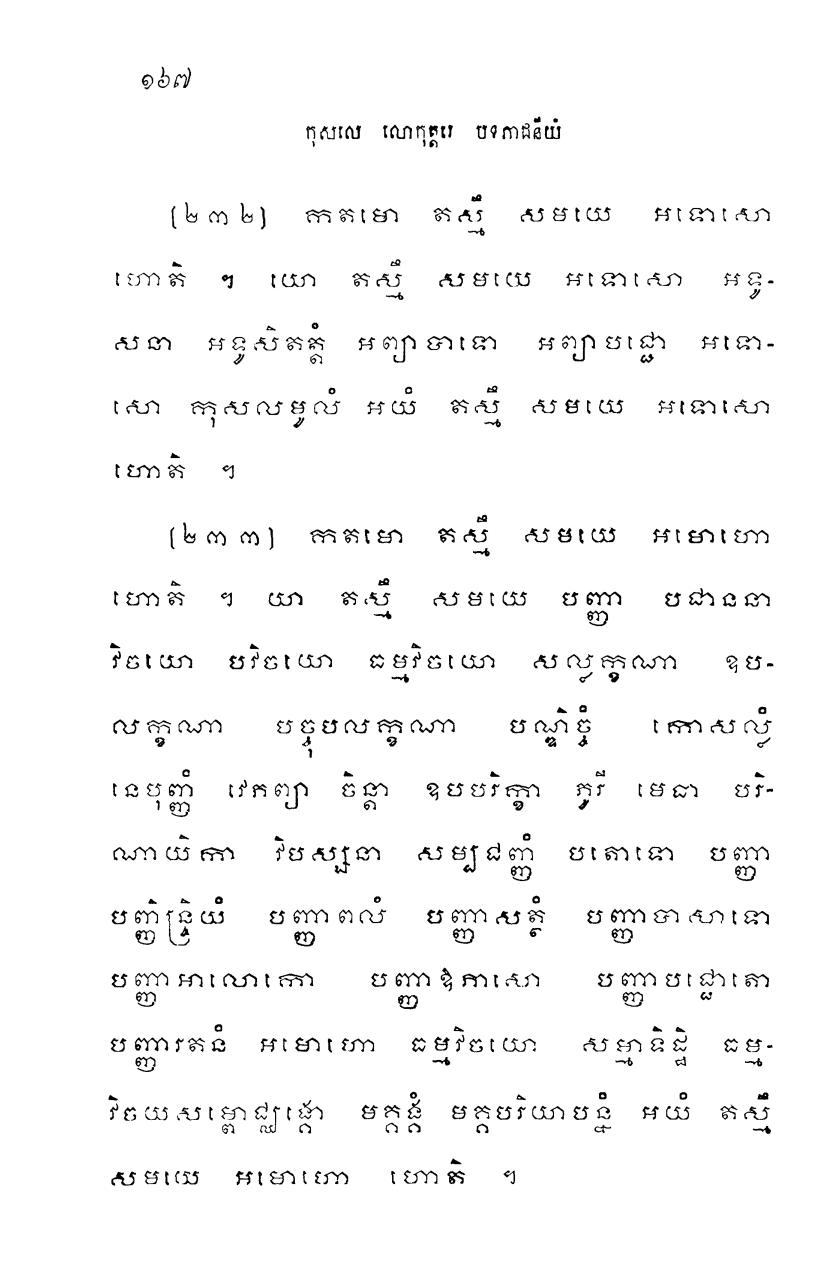 ១៦៧
កុសលេ លោកុត្តរេ បទភាជនីយំ
(២៣២) កតមោ តស្មឹ សមយេ អទោសោ
ហោតិ ។ យោ តស្មឹ សមយេ អទោសោ អទូ-
សនា អទូសិតត្តំ អព្យាបាទោ អព្យាបជ្ជោ អទោ-
សោ កុសលមូលំ អយំ តស្មឹ សមយេ អទោសោ
ហោតិ ។
(២៣៣) កតមោ តស្មឹ សមយេ អមោហោ
ហោតិ ។ យា តស្មឹ សមយេ បញ្ញា បជាននា
វិចយោ បវិចយោ ធម្មវិចយោ សល្លក្ខណា ឧប-
លក្ខណា បច្ចុបលក្ខណា បណ្ឌិច្ចំ កោសល្លំ
នេបុញ្ញំ វេភព្យា ចិន្តា ឧបបរិក្ខា ភូរី មេធា បរិ-
ណាយិកា វិបស្សនា សម្បជញ្ញំ បតោទោ បញ្ញា
បញ្ញិន្ទ្រិយំ បញ្ញាពលំ បញ្ញាសត្ថំ បញ្ញាបាសាទោ
បញ្ញាអាលោកោ បញ្ញាឱភាសោ បញ្ញាបជ្ជោតោ
បញ្ញារតនំ អមោហោ ធម្មវិចយោ សម្មាទិដ្ឋិ ធម្ម-
វិចយសម្ពោជ្ឈង្គោ មគ្គង្គំ មគ្គបរិយាបន្នំ អយំ តស្មឹ
សមយេ អមោហោ ហោតិ ។